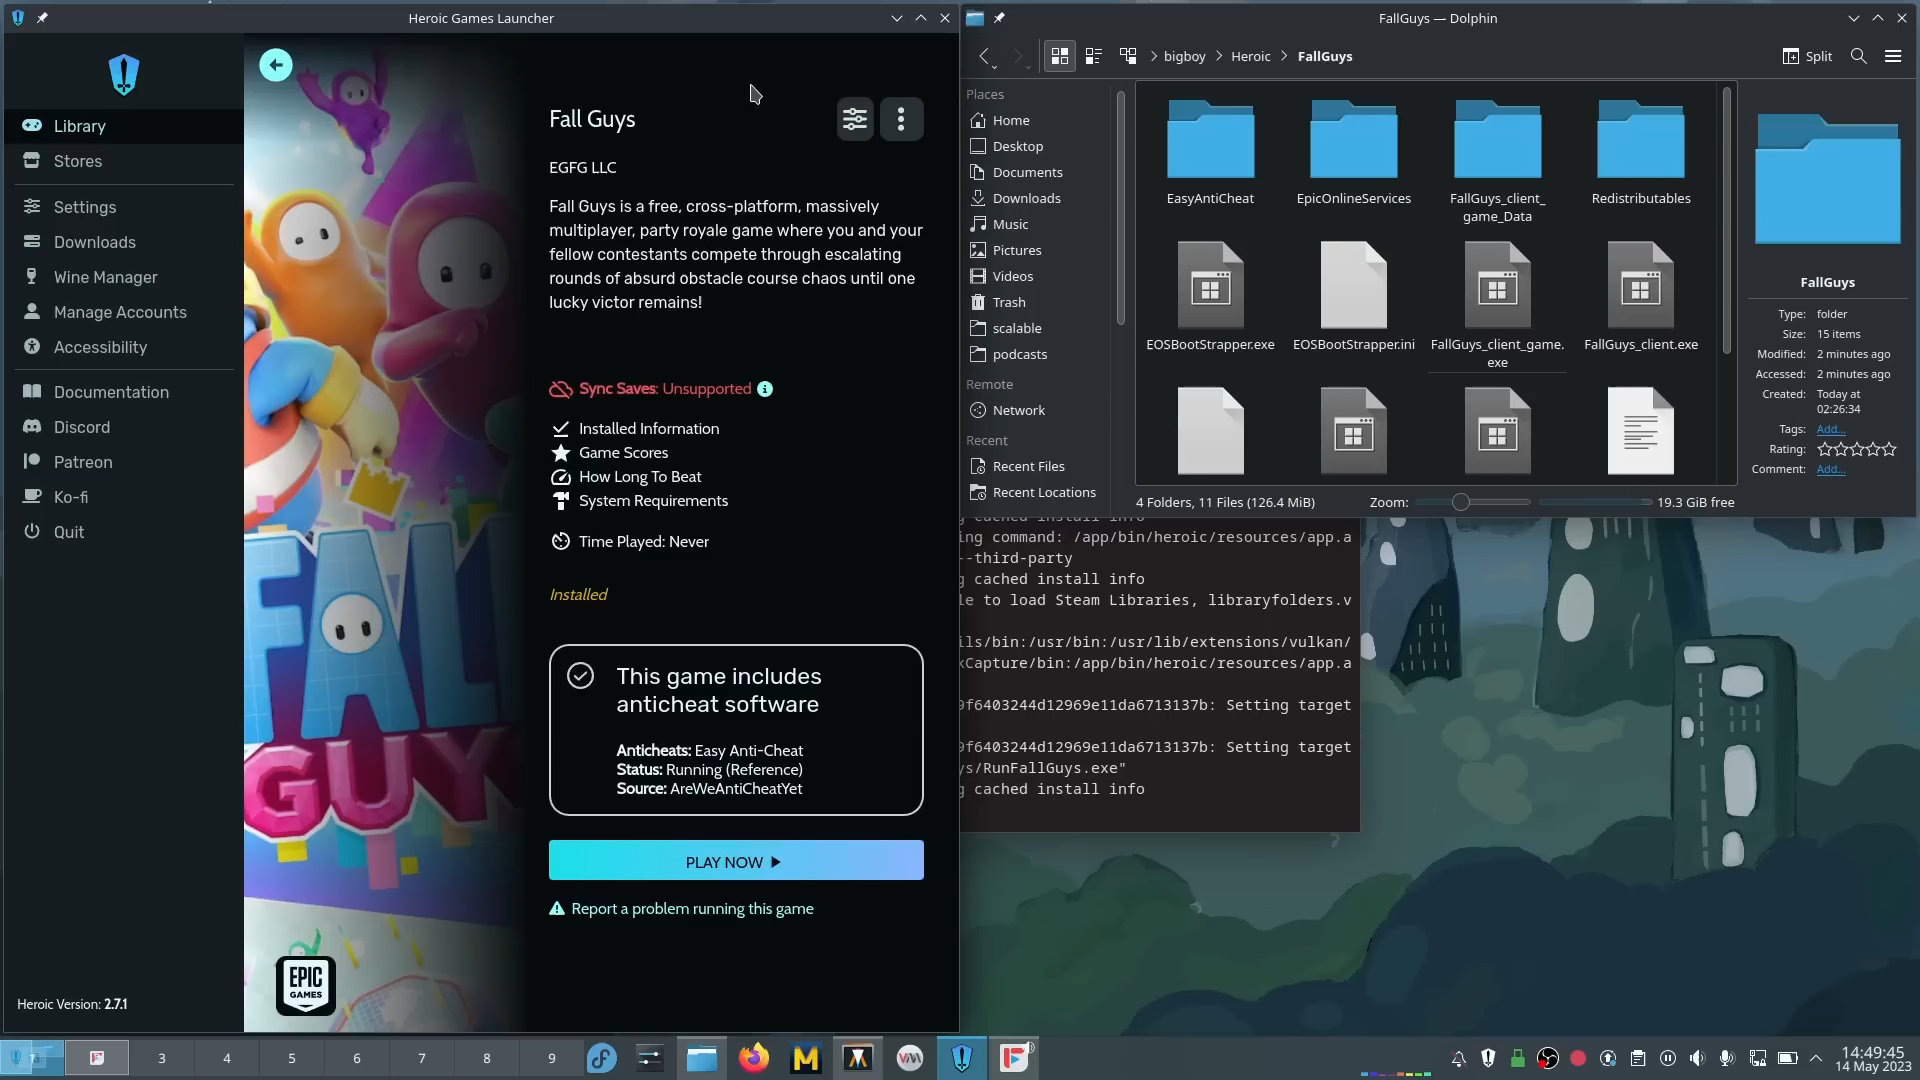 Heroic Games Launcher
Library
Stores
Settings
Downloads
Wine Manager
Manage Accounts
Accessibility
Documentation
Discord
Patreon
Ko-fi
Quit
Heroic Version: 2.7.1
FALL
GUYS
EPIC
GAMES
Fall Guys
EGFG LLC
Fall Guys is a free, cross-platform, massively
multiplayer, party royale game where you and your
fellow contestants compete through escalating
rounds of absurd obstacle course chaos until one
lucky victor remains!
Sync Saves: Unsupported
Installed Information
Game Scores
How Long To Beat
System Requirements
Time Played: Never
Installed
This game includes
anticheat software
Anticheats: Easy Anti-Cheat
Status: Running (Reference)
Source: AreWeAntiCheatYet
PLAY NOW
Report a problem running this game
FallGuys — Dolphin
bigboy > Heroic > FallGuys
Split
Places
Home
Desktop
Documents
Downloads
Music
Pictures
Videos
Trash
scalable
podcasts
Remote
Network
Recent
Recent Files
Recent Locations
EasyAntiCheat
EpicOnlineServices
FallGuys_client_
game_Data
Redistributables
EOSBootStrapper.exe
EOSBootStrapper.ini
FallGuys_client_game.
exe
FallGuys_client.exe
4 Folders, 11 Files (126.4 MiB)
Zoom:
19.3 GiB free
FallGuys
Type: folder
Size: 15 items
Modified: 2 minutes ago
Accessed: 2 minutes ago
Created: Today at
02:26:34
Tags: Add...
Rating:
Comment: Add...
g cached install info
ing command: /app/bin/heroic/resources/app.a
--third-party
g cached install info
le to load Steam Libraries, libraryfolders.v
ils/bin:/usr/bin:/usr/lib/extensions/vulkan/
kCapture/bin:/app/bin/heroic/resources/app.a
9f6403244d12969e11da6713137b: Setting target
9f6403244d12969e11da6713137b: Setting target
ys/RunFallGuys.exe"
g cached install info
3 4 5 6 7 8 9
14:49:45
14 May 2023